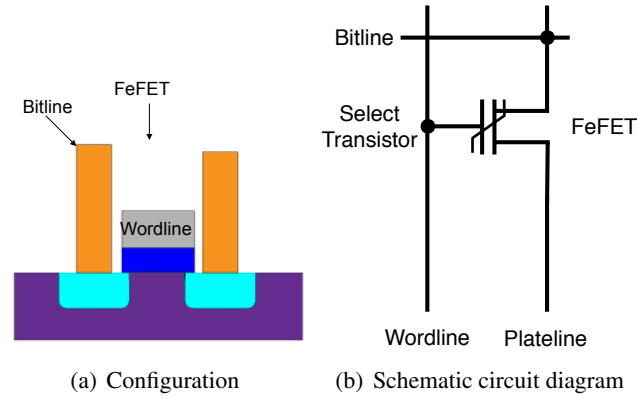 FeFET
Bitline
Wordline
(a) Configuration
Bitline
Select
Transistor
FeFET
Wordline
Plateline
(b) Schematic circuit diagram